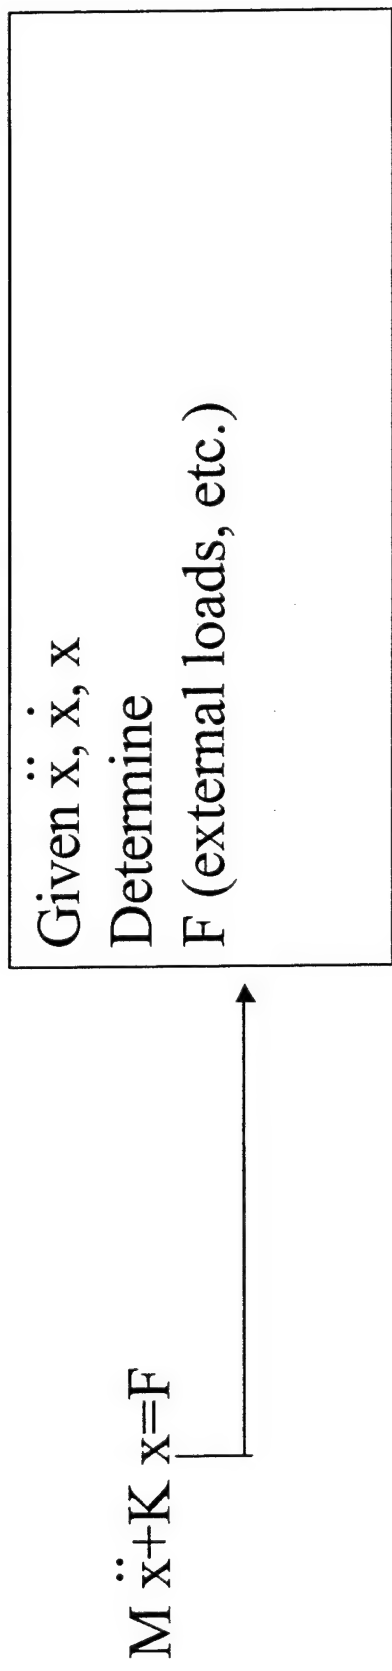 M ẍ+K x=F
Given ẍ, ẋ, x
Determine
F (external loads, etc.)